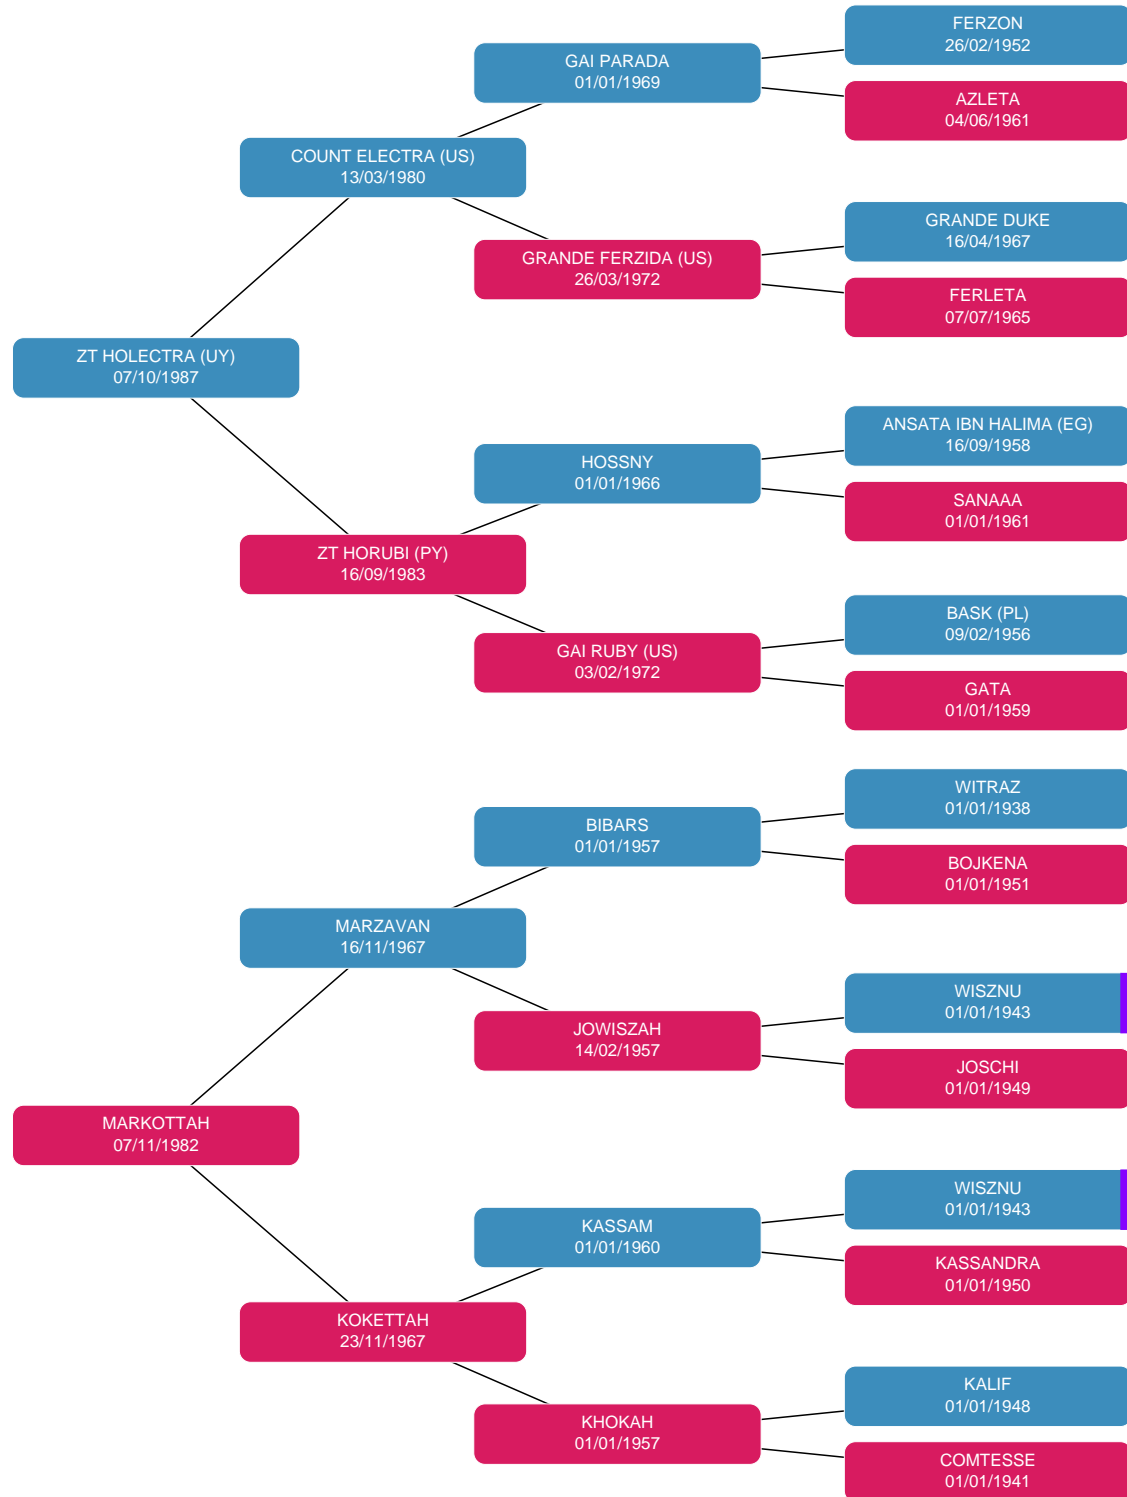 FERZON
26/02/1952
GAI PARADA
01/01/1969
AZLETA
04/06/1961
COUNT ELECTRA (US)
13/03/1980
GRANDE DUKE
16/04/1967
GRANDE FERZIDA (US)
26/03/1972
FERLETA
07/07/1965
ZT HOLECTRA (UY)
07/10/1987
ANSATA IBN HALIMA (EG)
16/09/1958
HOSSNY
01/01/1966
SANAAA
01/01/1961
ZT HORUBI (PY)
16/09/1983
BASK (PL)
09/02/1956
GAI RUBY (US)
03/02/1972
GATA
01/01/1959
WITRAZ
01/01/1938
BIBARS
01/01/1957
BOJKENA
01/01/1951
MARZAVAN
16/11/1967
WISZNU
01/01/1943
JOWISZAH
14/02/1957
JOSCHI
01/01/1949
MARKOTTAH
07/11/1982
WISZNU
01/01/1943
KASSAM
01/01/1960
KASSANDRA
01/01/1950
KOKETTAH
23/11/1967
KALIF
01/01/1948
KHOKAH
01/01/1957
COMTESSE
01/01/1941